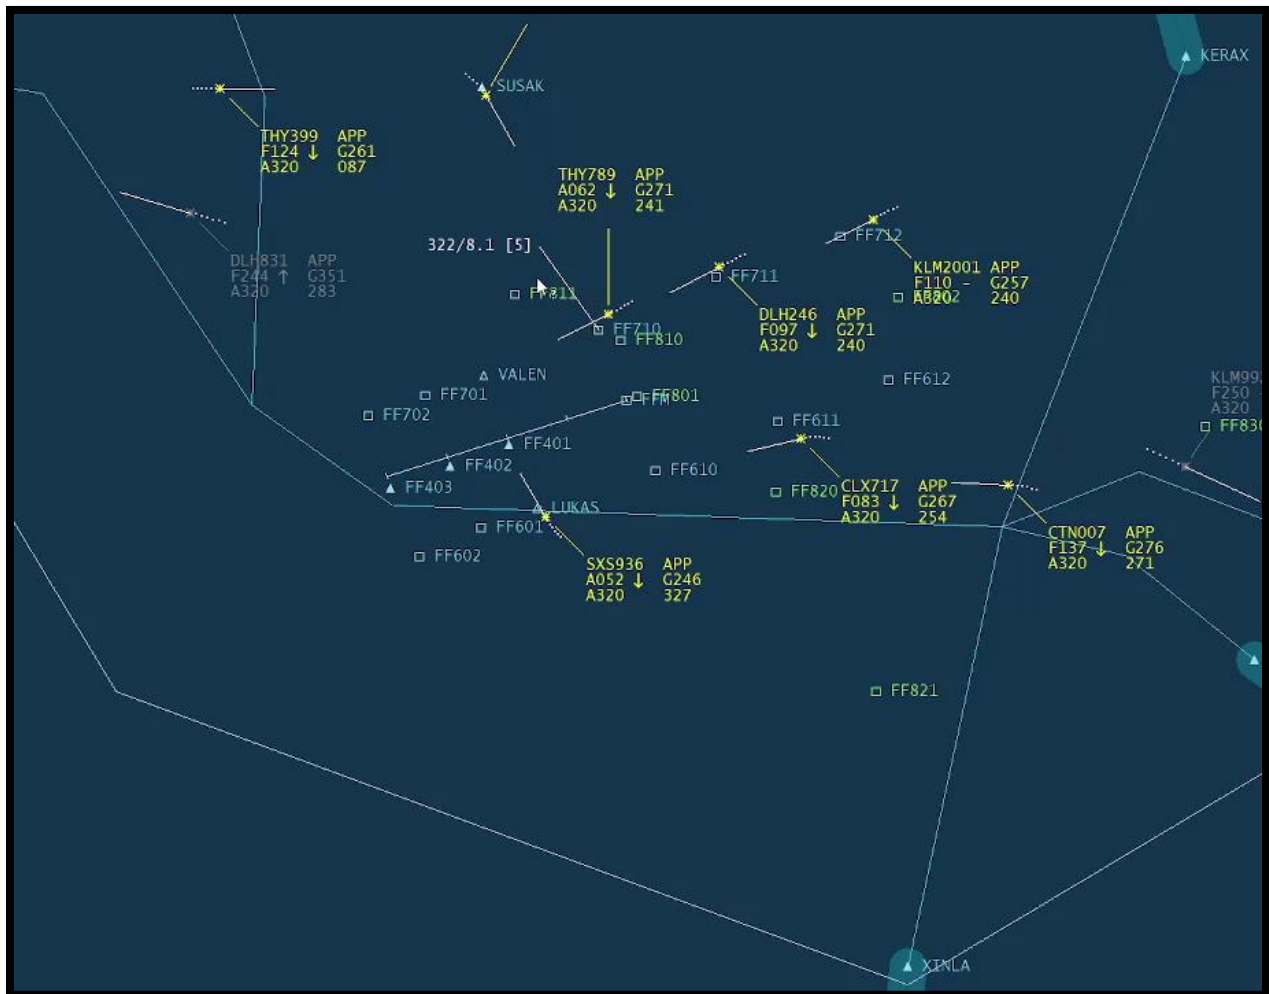 KERAX
SUSAK
THY399 APP
F124 ↓ G261
A320 087
THY789 APP
A062 ↓ G271
A320 241
322/8.1 [5]
DLH831 APP
F244 ↑ G351
A320 283
FF712
KLM2001 APP
F110 - G257
A320 240
FF802
FF711
FF811
DLH246 APP
F097 ↓ G271
A320 240
FF710
FF810
VALEN
FF612
KLM99
F250 -
A320
FF701
FF801
FFM
FF702
FF611
FF830
FF401
FF402
FF610
FF403
FF820
CLX717 APP
F083 ↓ G267
A320 254
LUKAS
FF601
CTN007 APP
F137 ↓ G276
A320 271
FF602
SXS936 APP
A052 ↓ G246
A320 327
FF821
XINLA